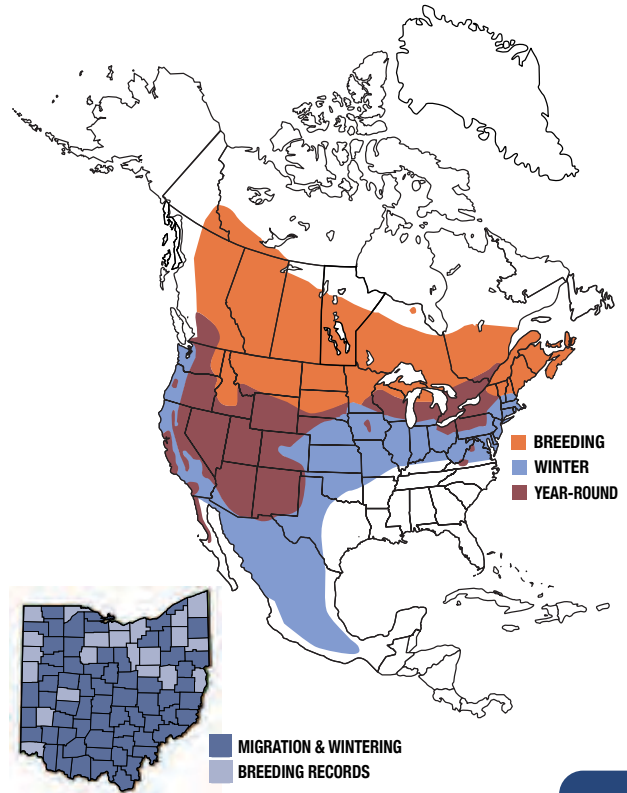 BREEDING
WINTER
YEAR-ROUND
MIGRATION & WINTERING
BREEDING RECORDS